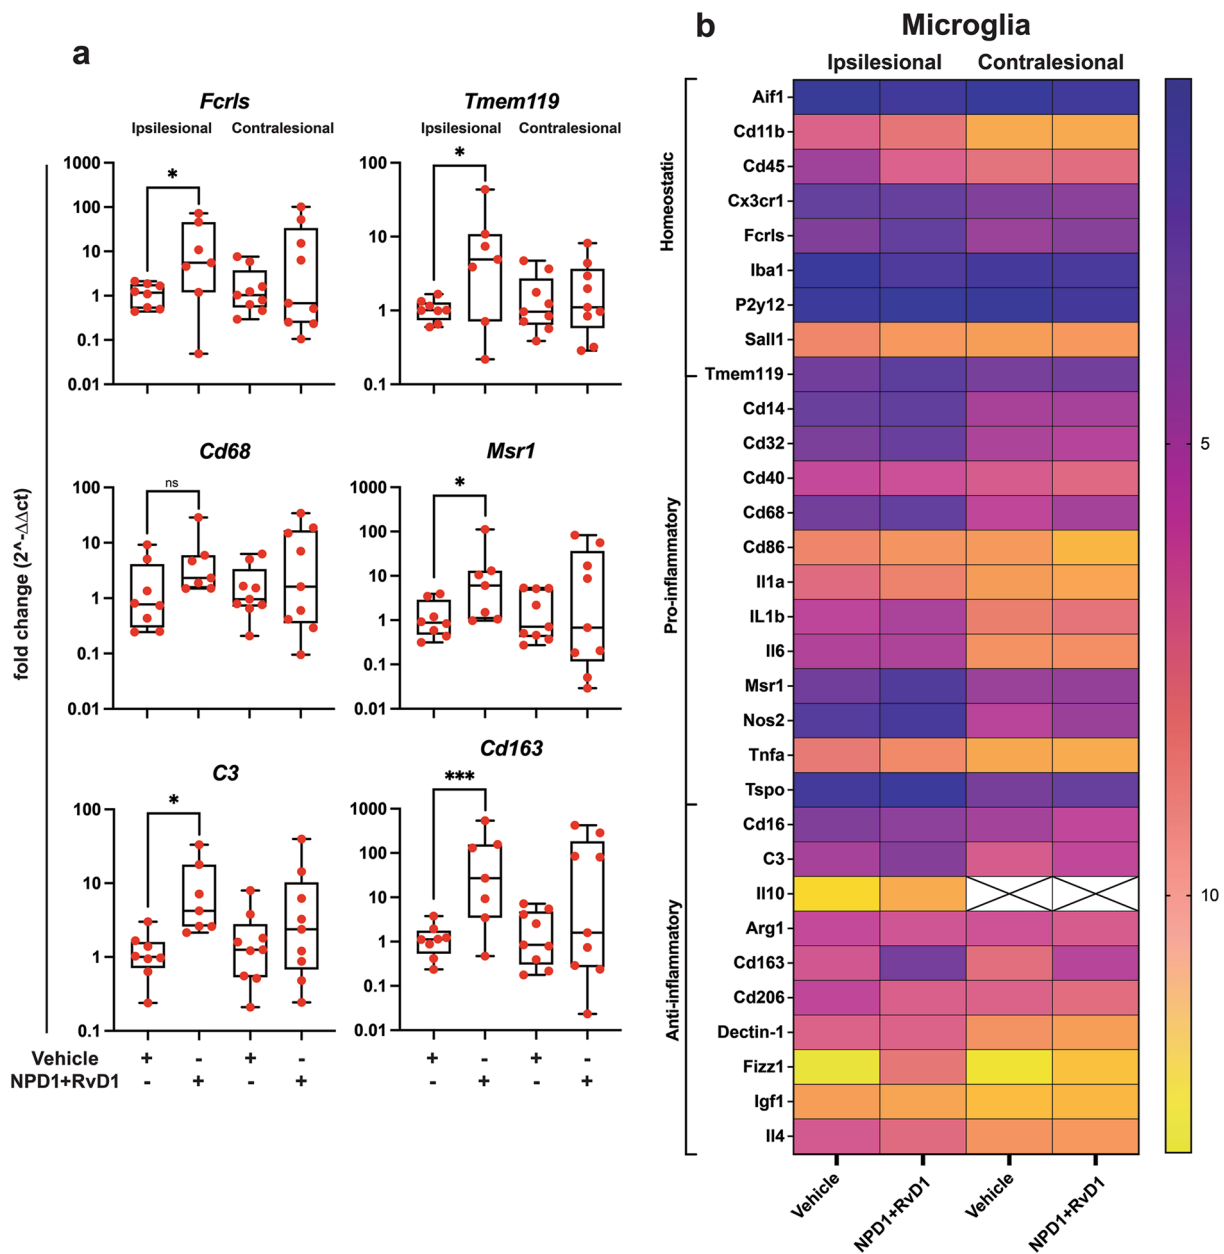 a
Fcrls
Ipsilesional Contralesional
1000
100
10
1
0.1
0.01
*
Tmem119
Ipsilesional Contralesional
100
10
1
0.1
*
Cd68
100
10
1
0.1
0.01
ns
Msr1
1000
100
10
1
0.1
0.01
*
C3
100
10
1
0.1
*
Cd163
1000
100
10
1
0.1
0.01
***
fold change (2^-∆∆ct)
Vehicle + - + - + - + -
NPD1+RvD1 - + - + - + - +
b
Microglia
Ipsilesional Contralesional
Homeostatic
Aif1
Cd11b
Cd45
Cx3cr1
Fcrls
Iba1
P2y12
Sall1
Tmem119
Pro-inflammatory
Cd14
Cd32
Cd40
Cd68
Cd86
Il1a
IL1b
Il6
Msr1
Nos2
Tnfa
Tspo
Anti-inflammatory
Cd16
C3
Il10
Arg1
Cd163
Cd206
Dectin-1
Fizz1
Igf1
Il4
Vehicle
NPD1+RvD1
Vehicle
NPD1+RvD1
5
10